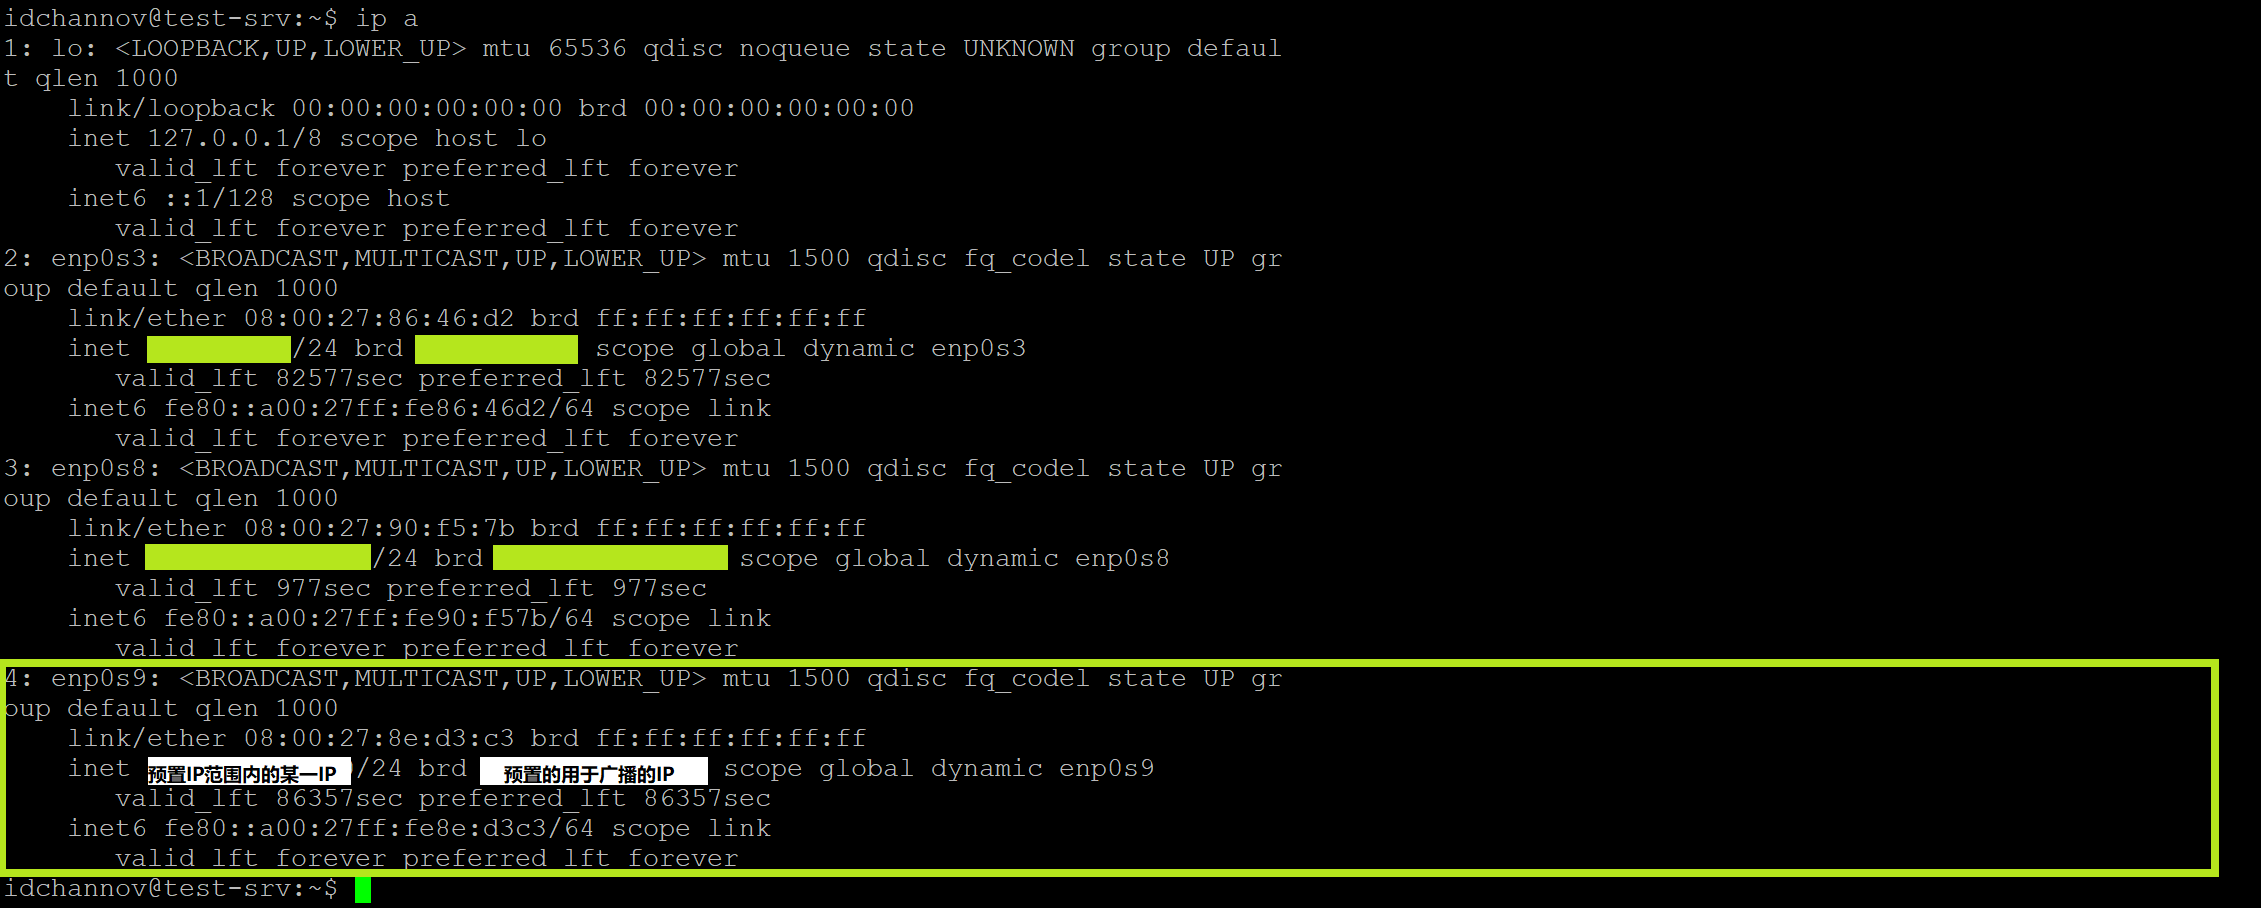 idchannov@test-srv:~$ ip a
1: lo: <LOOPBACK,UP,LOWER_UP> mtu 65536 qdisc noqueue state UNKNOWN group defaul
t qlen 1000
    link/loopback 00:00:00:00:00:00 brd 00:00:00:00:00:00
    inet 127.0.0.1/8 scope host lo
       valid_lft forever preferred_lft forever
    inet6 ::1/128 scope host
       valid_lft forever preferred_lft forever
2: enp0s3: <BROADCAST,MULTICAST,UP,LOWER_UP> mtu 1500 qdisc fq_codel state UP gr
oup default qlen 1000
    link/ether 08:00:27:86:46:d2 brd ff:ff:ff:ff:ff:ff
    inet /24 brd scope global dynamic enp0s3
       valid_lft 82577sec preferred_lft 82577sec
    inet6 fe80::a00:27ff:fe86:46d2/64 scope link
       valid_lft forever preferred_lft forever
3: enp0s8: <BROADCAST,MULTICAST,UP,LOWER_UP> mtu 1500 qdisc fq_codel state UP gr
oup default qlen 1000
    link/ether 08:00:27:90:f5:7b brd ff:ff:ff:ff:ff:ff
    inet /24 brd scope global dynamic enp0s8
       valid_lft 977sec preferred_lft 977sec
    inet6 fe80::a00:27ff:fe90:f57b/64 scope link
       valid_lft forever preferred_lft forever
4: enp0s9: <BROADCAST,MULTICAST,UP,LOWER_UP> mtu 1500 qdisc fq_codel state UP gr
oup default qlen 1000
    link/ether 08:00:27:8e:d3:c3 brd ff:ff:ff:ff:ff:ff
    inet 预置IP范围内的某一IP /24 brd 预置的用于广播的IP scope global dynamic enp0s9
       valid_lft 86357sec preferred_lft 86357sec
    inet6 fe80::a00:27ff:fe8e:d3c3/64 scope link
       valid_lft forever preferred_lft forever
idchannov@test-srv:~$